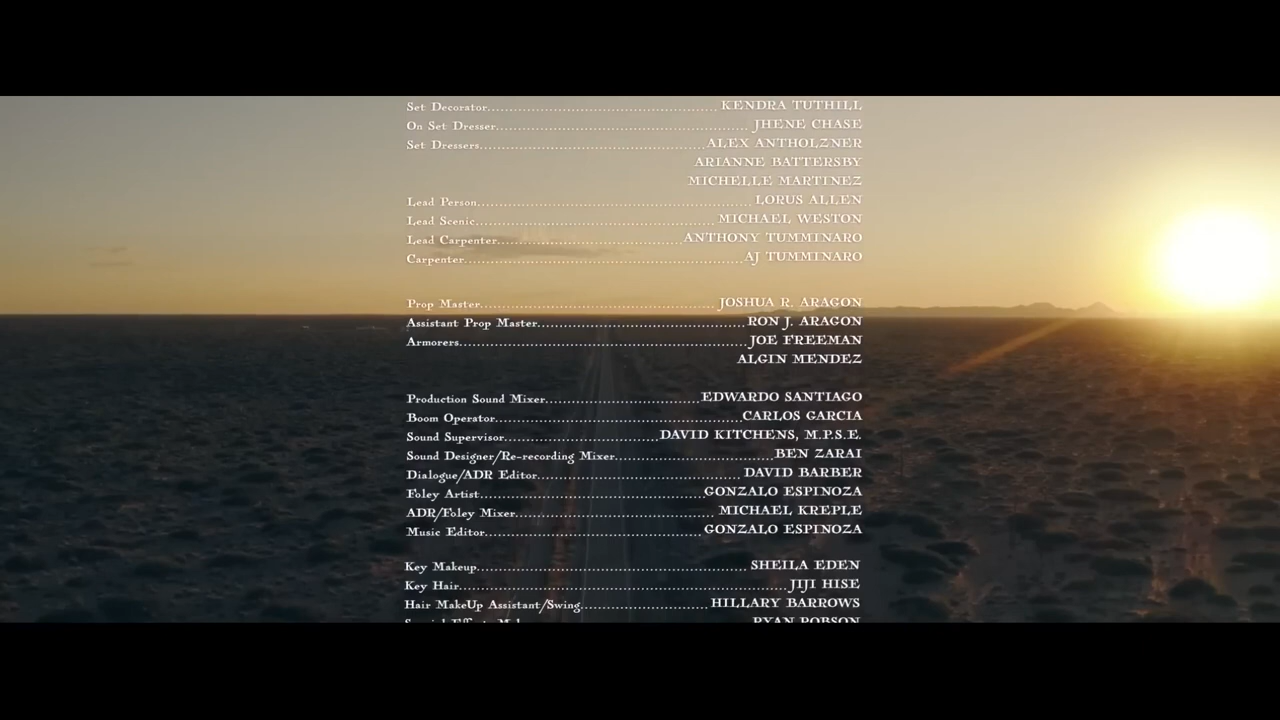 Set Decorator........ KENDRA TUTHILL
On Set Dresser........ JHENE CHASE
Set Dressers........ ALEX ANTHOLZNER
ARIANNE BATTERSBY
MICHELLE MARTINEZ
Lead Person........ LORUS ALLEN
Lead Scenic........ MICHAEL WESTON
Lead Carpenter........ ANTHONY TUMMINARO
Carpenter........ AJ TUMMINARO
Prop Master........ JOSHUA R. ARAGON
Assistant Prop Master........ RON J. ARAGON
Armorers........ JOE FREEMAN
ALGIN MENDEZ
Production Sound Mixer........ EDWARDO SANTIAGO
Boom Operator........ CARLOS GARCIA
Sound Supervisor........ DAVID KITCHENS, M.P.S.E.
Sound Designer/Re-recording Mixer........ BEN ZARAI
Dialogue/ADR Editor........ DAVID BARBER
Foley Artist........ GONZALO ESPINOZA
ADR/Foley Mixer........ MICHAEL KREPLE
Music Editor........ GONZALO ESPINOZA
Key Makeup........ SHEILA EDEN
Key Hair........ JIJI HISE
Hair MakeUp Assistant/Swing........ HILLARY BARROWS
RYAN ROBSON